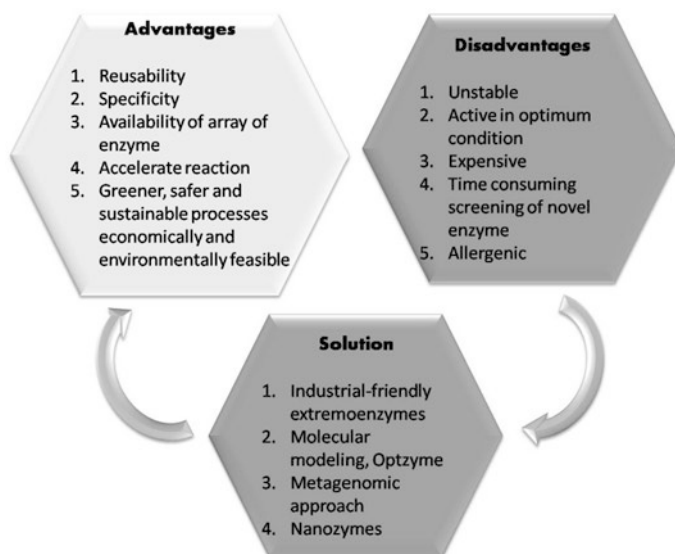 Advantages
1. Reusability
2. Specificity
3. Availability of array of
enzyme
4. Accelerate reaction
5. Greener, safer and
sustainable processes
economically and
environmentally feasible
Disadvantages
1. Unstable
2. Active in optimum
condition
3. Expensive
4. Time consuming
screening of novel
enzyme
5. Allergenic
Solution
1. Industrial-friendly
extremoenzymes
2. Molecular
modeling, Optzyme
3. Metagenomic
approach
4. Nanozymes